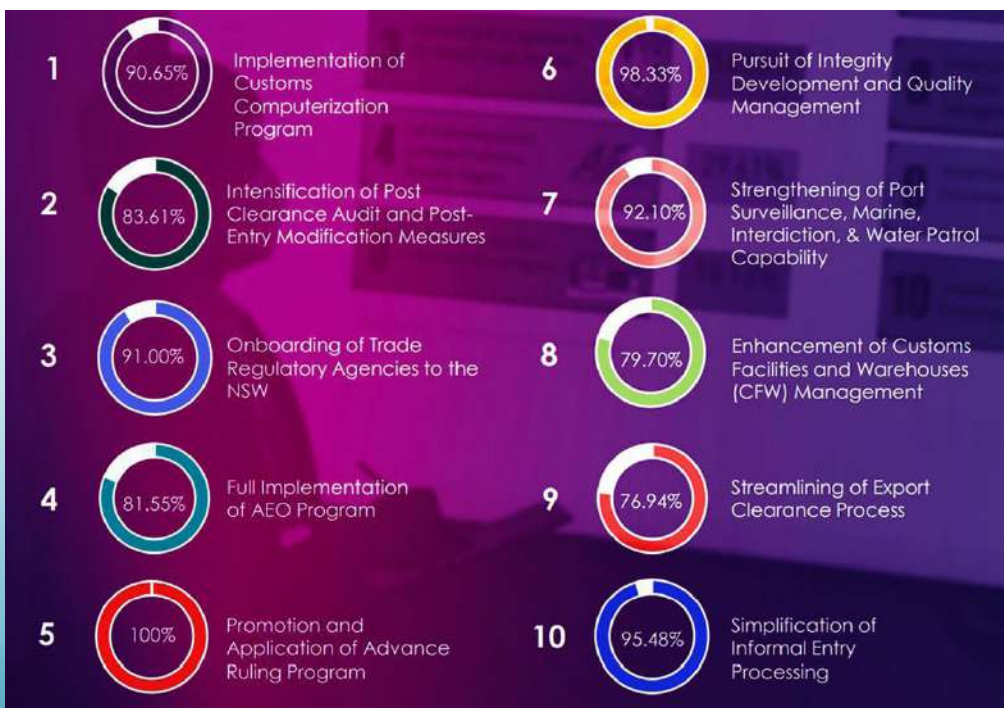 1
90.65%
Implementation of
Customs
Computerization
Program
2
83.61%
Intensification of Post
Clearance Audit and Post-
Entry Modification Measures
3
91.00%
Onboarding of Trade
Regulatory Agencies to the
NSW
4
81.55%
Full Implementation
of AEO Program
5
100%
Promotion and
Application of Advance
Ruling Program
6
98.33%
Pursuit of Integrity
Development and Quality
Management
7
92.10%
Strengthening of Port
Surveillance, Marine,
Interdiction, & Water Patrol
Capability
8
79.70%
Enhancement of Customs
Facilities and Warehouses
(CFW) Management
9
76.94%
Streamlining of Export
Clearance Process
10
95.48%
Simplification of
Informal Entry
Processing